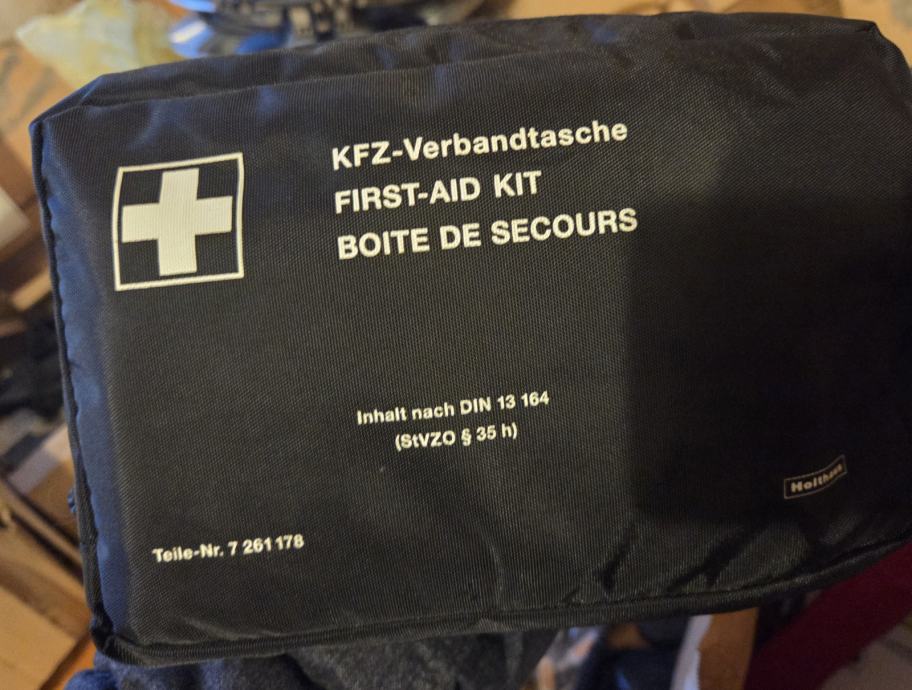 KFZ-Verbandtasche
FIRST-AID KIT
BOITE DE SECOURS
Inhalt nach DIN 13 164
(StVZO § 35 h)
Holthaus
Teile-Nr. 7 261 178